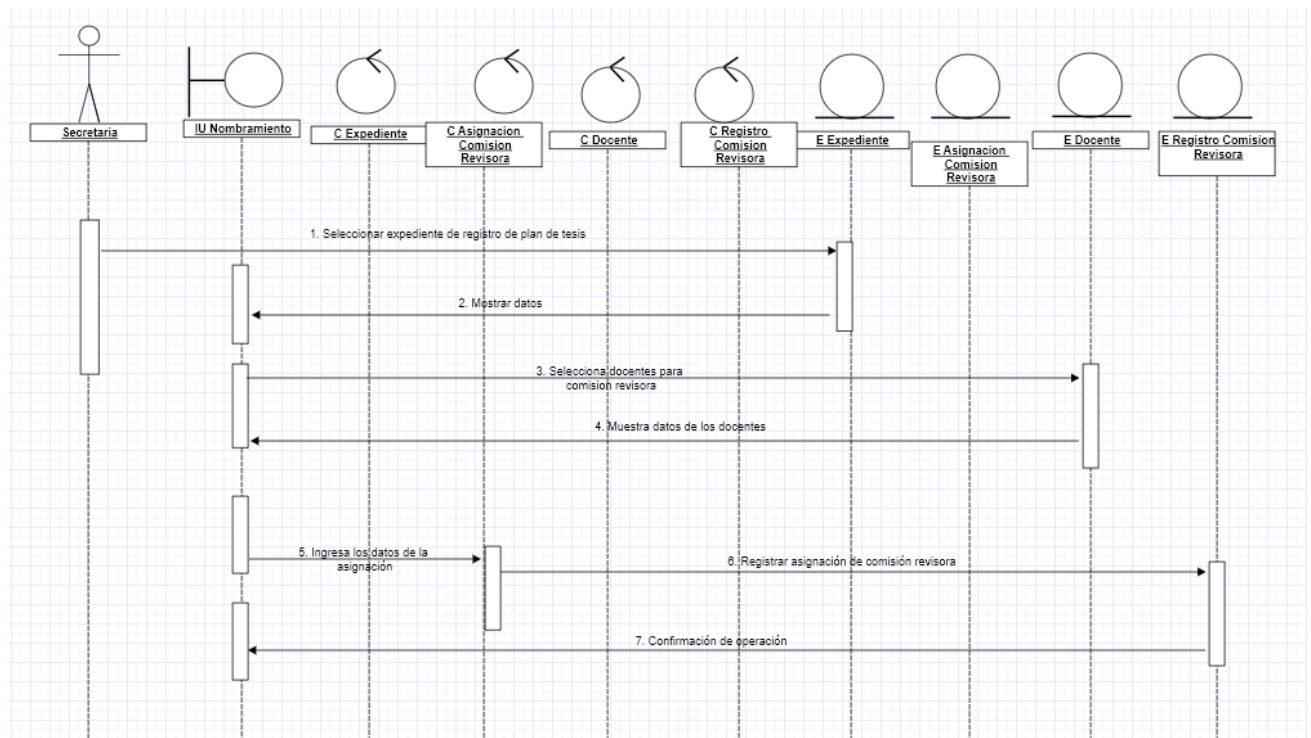 Secretaria
IU Nombramiento
C Expediente
C Asignacion
Comision
Revisora
C Docente
C Registro
Comision
Revisora
E Expediente
E Asignacion
Comision
Revisora
E Docente
E Registro Comision
Revisora
1. Seleccionar expediente de registro de plan de tesis
2. Mostrar datos
3. Selecciona docentes para
comision revisora
4. Muestra datos de los docentes
5. Ingresa los datos de la
asignación
6. Registrar asignación de comisión revisora
7. Confirmación de operación